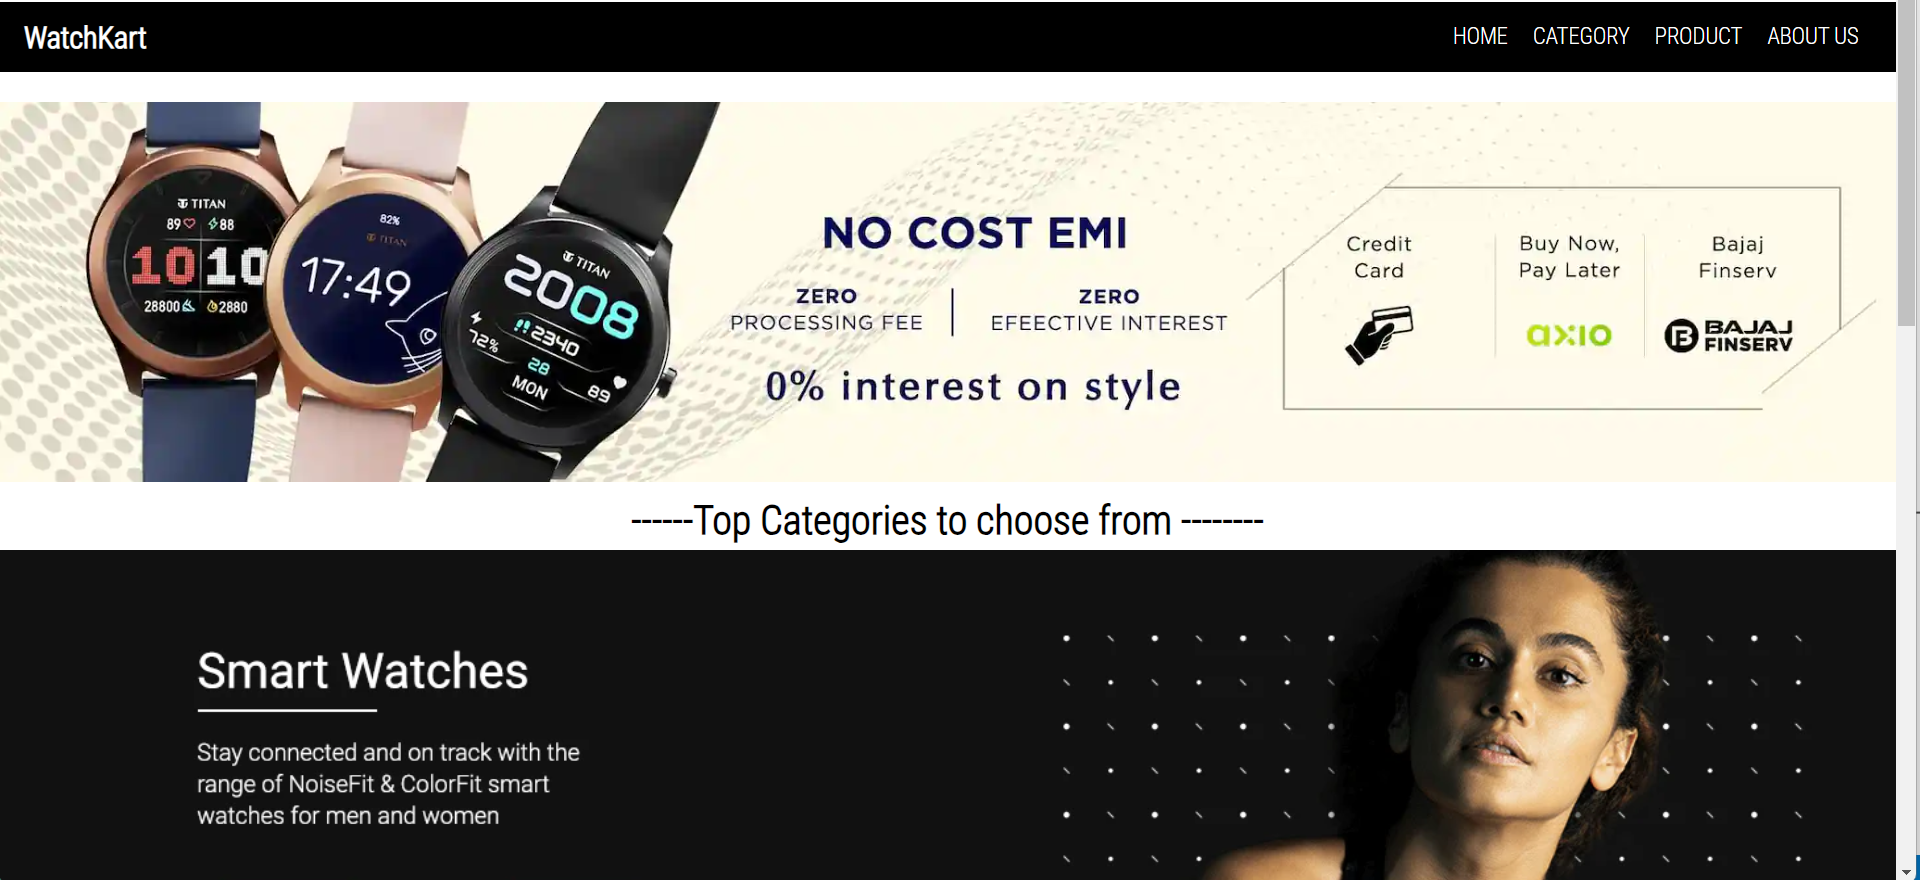 WatchKart
HOME CATEGORY PRODUCT ABOUT US
TITAN
89 88
10 10
28800 2880
82%
TITAN
17:49
TITAN
2008
2340
72%
28
MON
89
NO COST EMI
ZERO
PROCESSING FEE
ZERO
EFEECTIVE INTEREST
0% interest on style
Credit
Card
Buy Now,
Pay Later
axio
Bajaj
Finserv
BAJAJ
FINSERV
------Top Categories to choose from --------
Smart Watches
Stay connected and on track with the
range of NoiseFit & ColorFit smart
watches for men and women